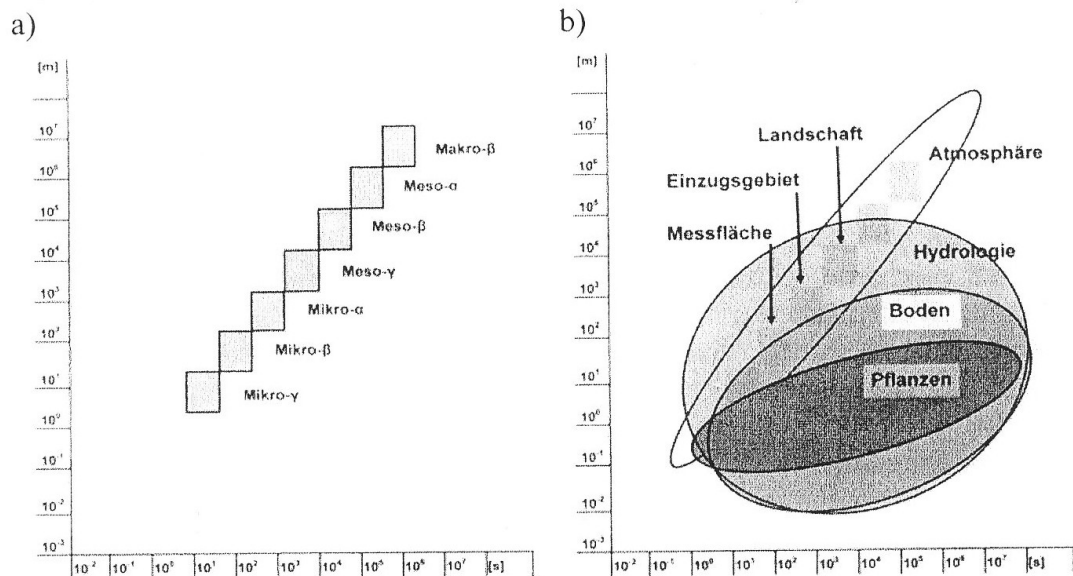 a)
[m]
10⁷
10⁶
10⁵
10⁴
10³
10²
10¹
10⁰
10⁻¹
10⁻²
10⁻³
Makro-β
Meso-α
Meso-β
Meso-γ
Mikro-α
Mikro-β
Mikro-γ
10⁻² 10⁻¹ 10⁰ 10¹ 10² 10³ 10⁴ 10⁵ 10⁶ [s]
b)
[m]
10⁷
10⁶
10⁵
10⁴
10³
10²
10¹
10⁰
10⁻¹
10⁻²
10⁻³
Landschaft
Atmosphäre
Einzugsgebiet
Messfläche
Hydrologie
Boden
Pflanzen
10⁻¹ 10⁰ 10¹ 10² 10³ 10⁴ 10⁵ 10⁶ 10⁷ [s]